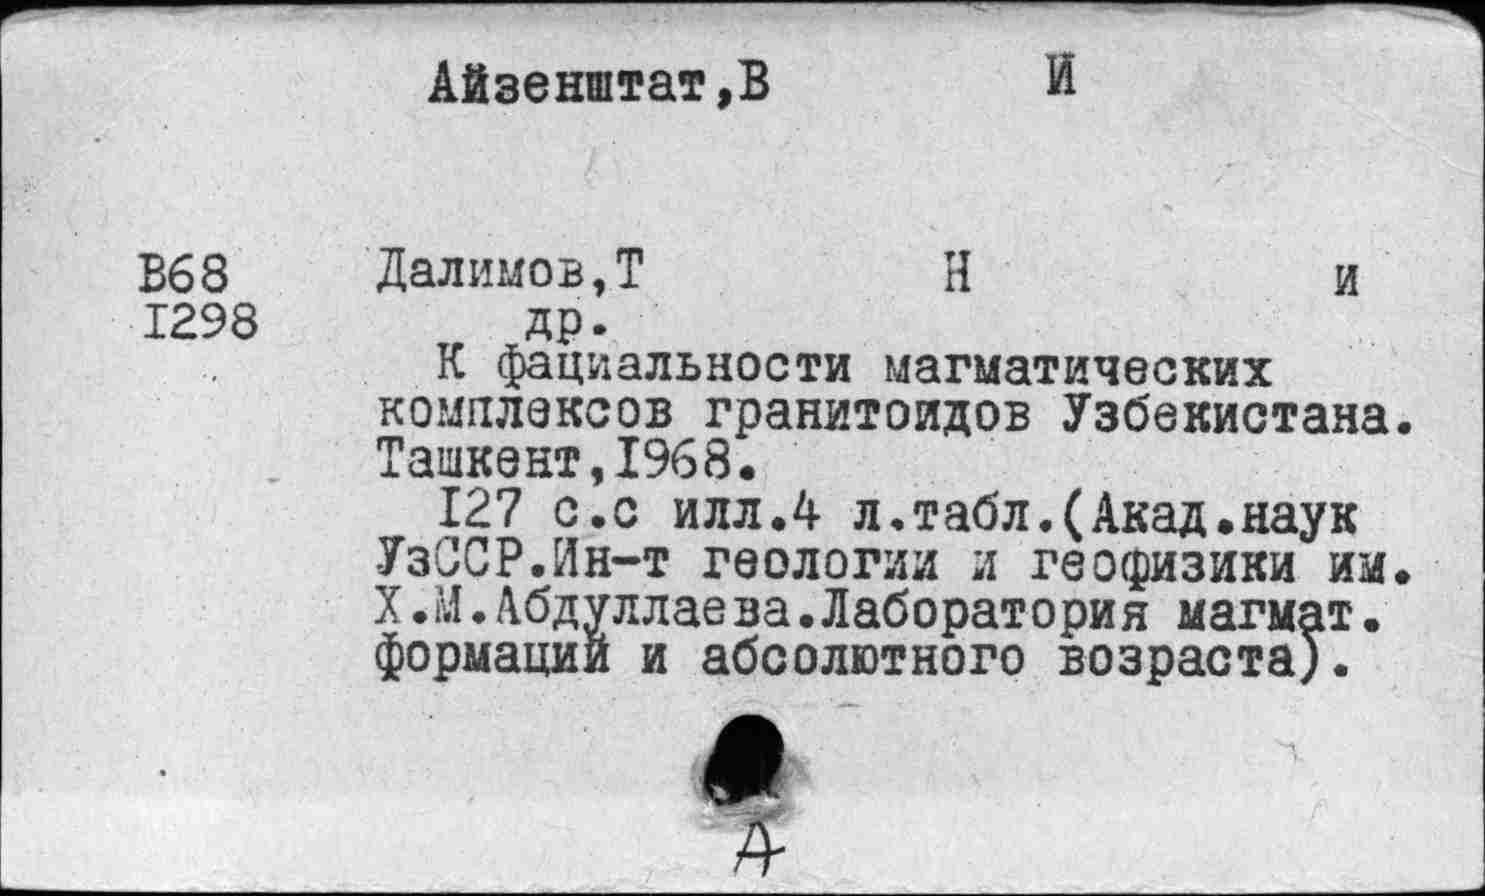 Айзенштат,В И
В68 Далимов,Т Н и
1298 др.
К фациальности магматических
комплексов гранитоидов Узбекистана.
Ташкент,1968.
127 с.с илл.4 л.табл.(Акад.наук
УзССР.Ин-т геологии и геофизики им.
Х.М.Абдуллаева.Лаборатория магмат.
формаций и абсолютного возраста).
А